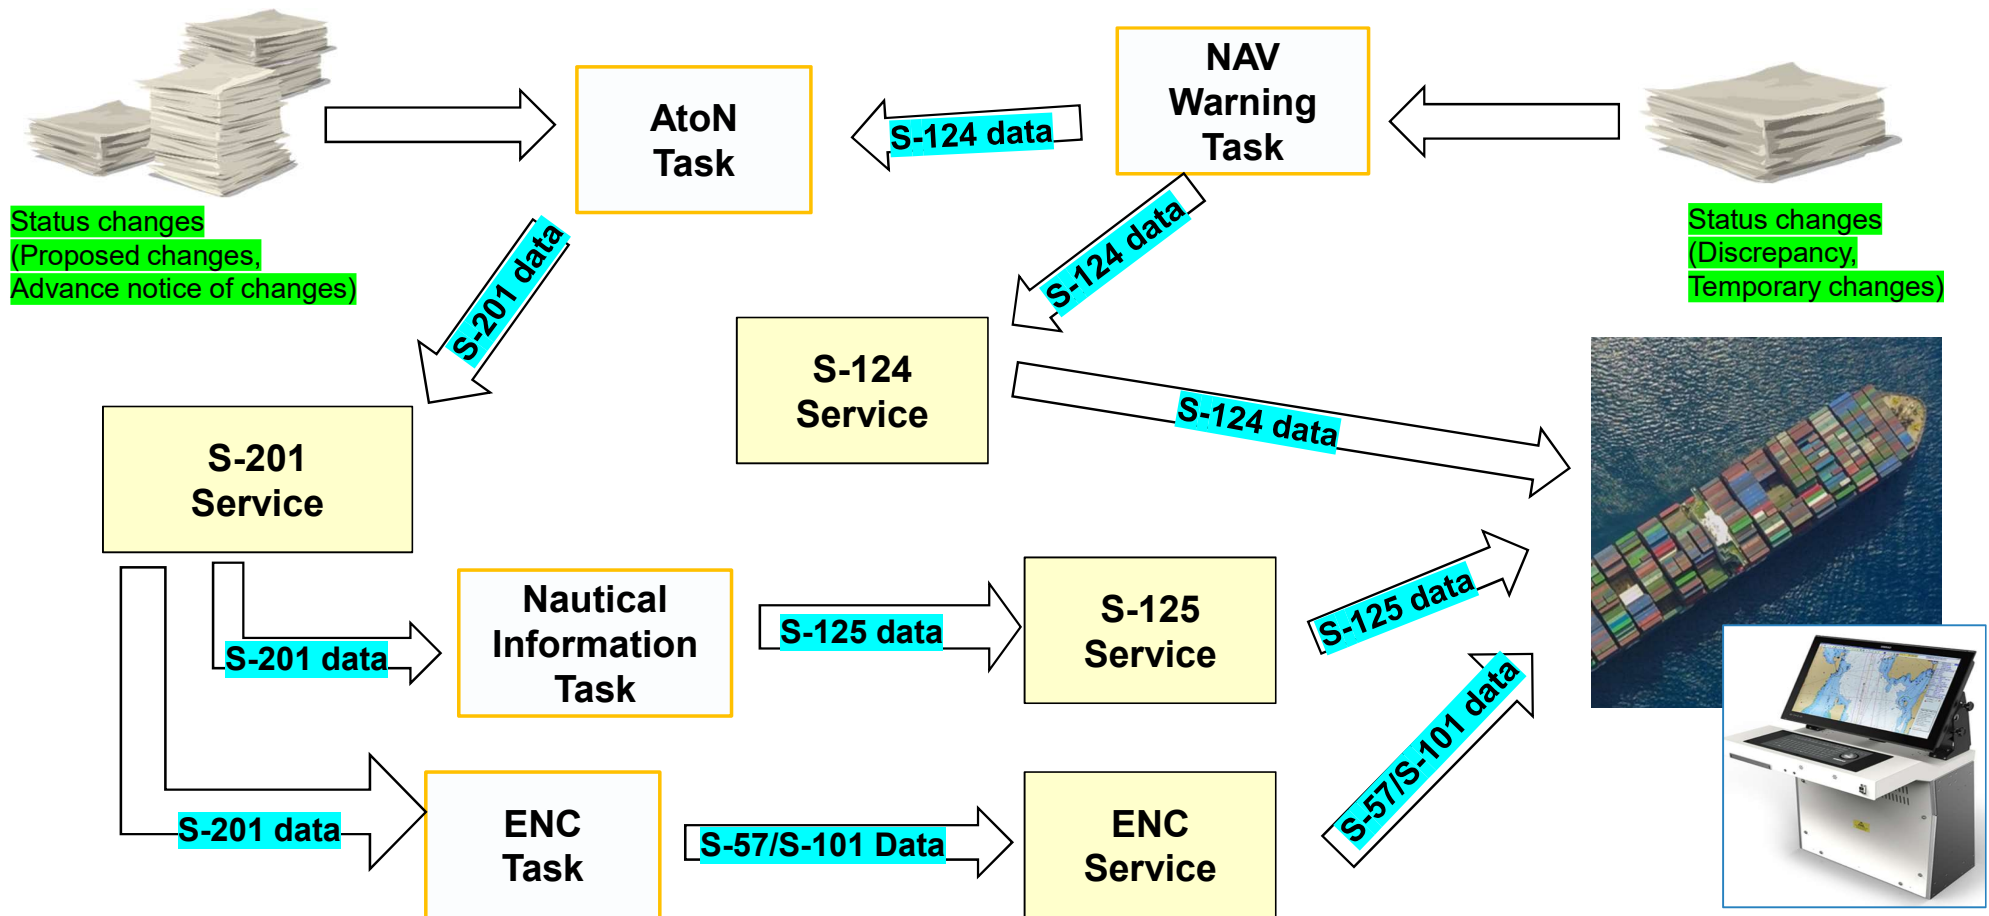 NAV
Warning
Task
AtoN
Task
S-124 data
Status changes
(Proposed changes,
Advance notice of changes)
Status changes
(Discrepancy,
Temporary changes)
S-201 data
S-124 data
S-124
Service
S-124 data
S-201
Service
Nautical
Information
Task
S-201 data
S-125 data
S-125
Service
S-125 data
S-201 data
ENC
Task
S-57/S-101 Data
ENC
Service
S-57/S-101 data